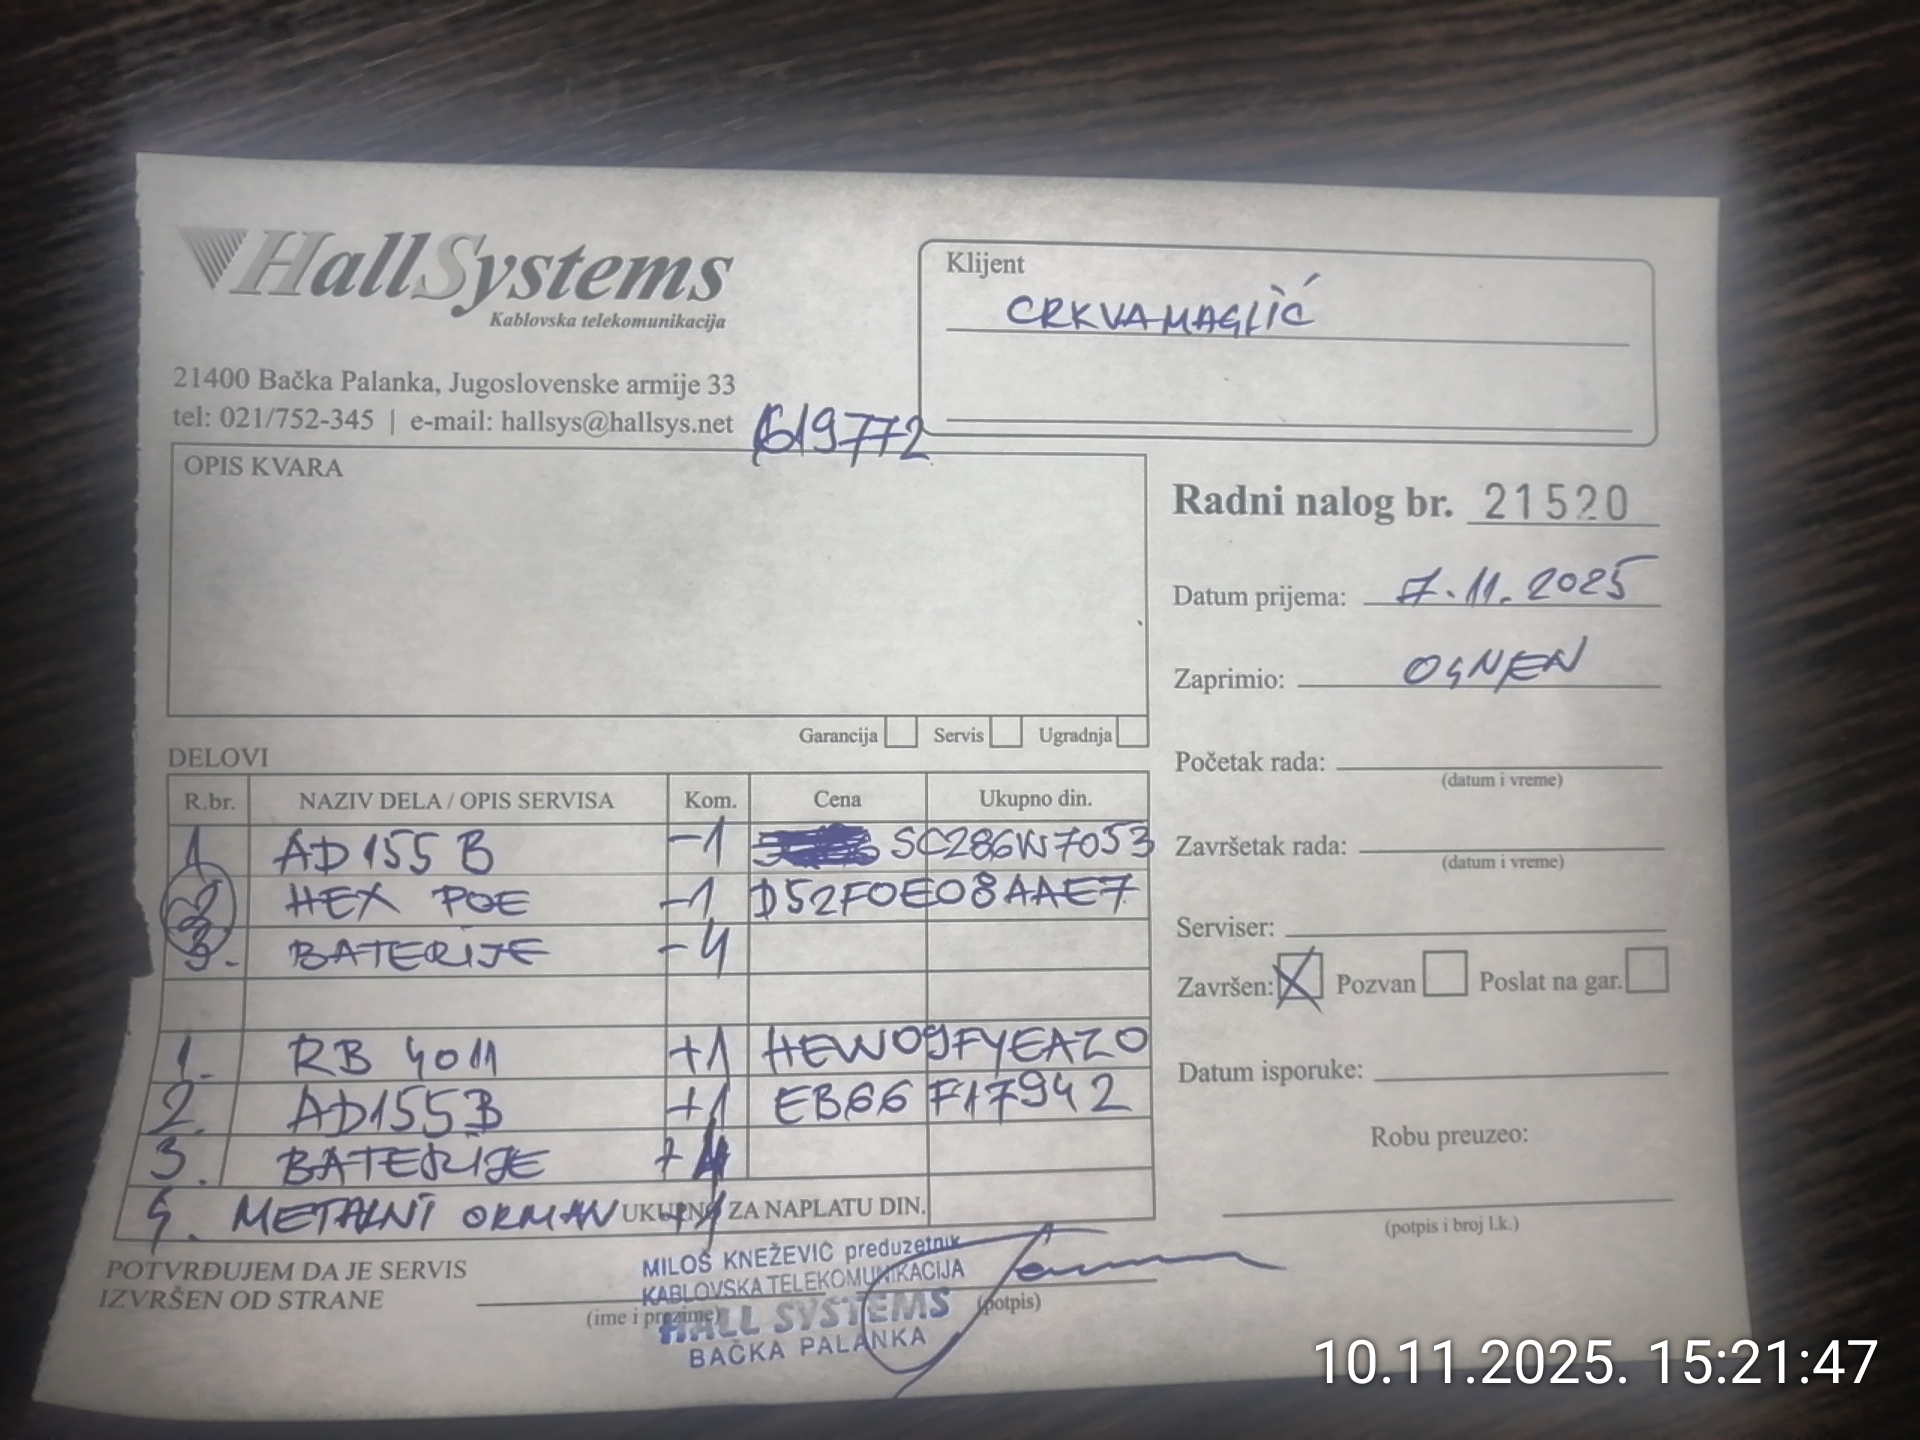 HallSystems
Kablovska telekomunikacija
21400 Bačka Palanka, Jugoslovenske armije 33
tel: 021/752-345 | e-mail: hallsys@hallsys.net
619772
Klijent
CRKVA MAGLIĆ
OPIS KVARA
Garancija Servis Ugradnja
Radni nalog br. 21520
Datum prijema: 7.11.2025
Zaprimio: OGNJEN
Početak rada:
(datum i vreme)
Završetak rada:
(datum i vreme)
Serviser:
Završen: X Pozvan Poslat na gar.
Datum isporuke:
Robu preuzeo:
(potpis i broj l.k.)
DELOVI
R.br. NAZIV DELA / OPIS SERVISA Kom. Cena Ukupno din.
1 AD155B -1 SC286W7053
2 HEX POE -1 D52F0E08AAE7
3. BATERIJE -4
1. RB 4011 +1 HEW09FYEAZ0
2. AD155B +1 EB66F17942
3. BATERIJE +4
4. METALNI ORMAN +1
UKUPNO ZA NAPLATU DIN.
POTVRĐUJEM DA JE SERVIS
IZVRŠEN OD STRANE
(ime i prezime)
(potpis)
MILOŠ KNEŽEVIĆ preduzetnik
KABLOVSKA TELEKOMUNIKACIJA
HALL SYSTEMS
BAČKA PALANKA
10.11.2025. 15:21:47